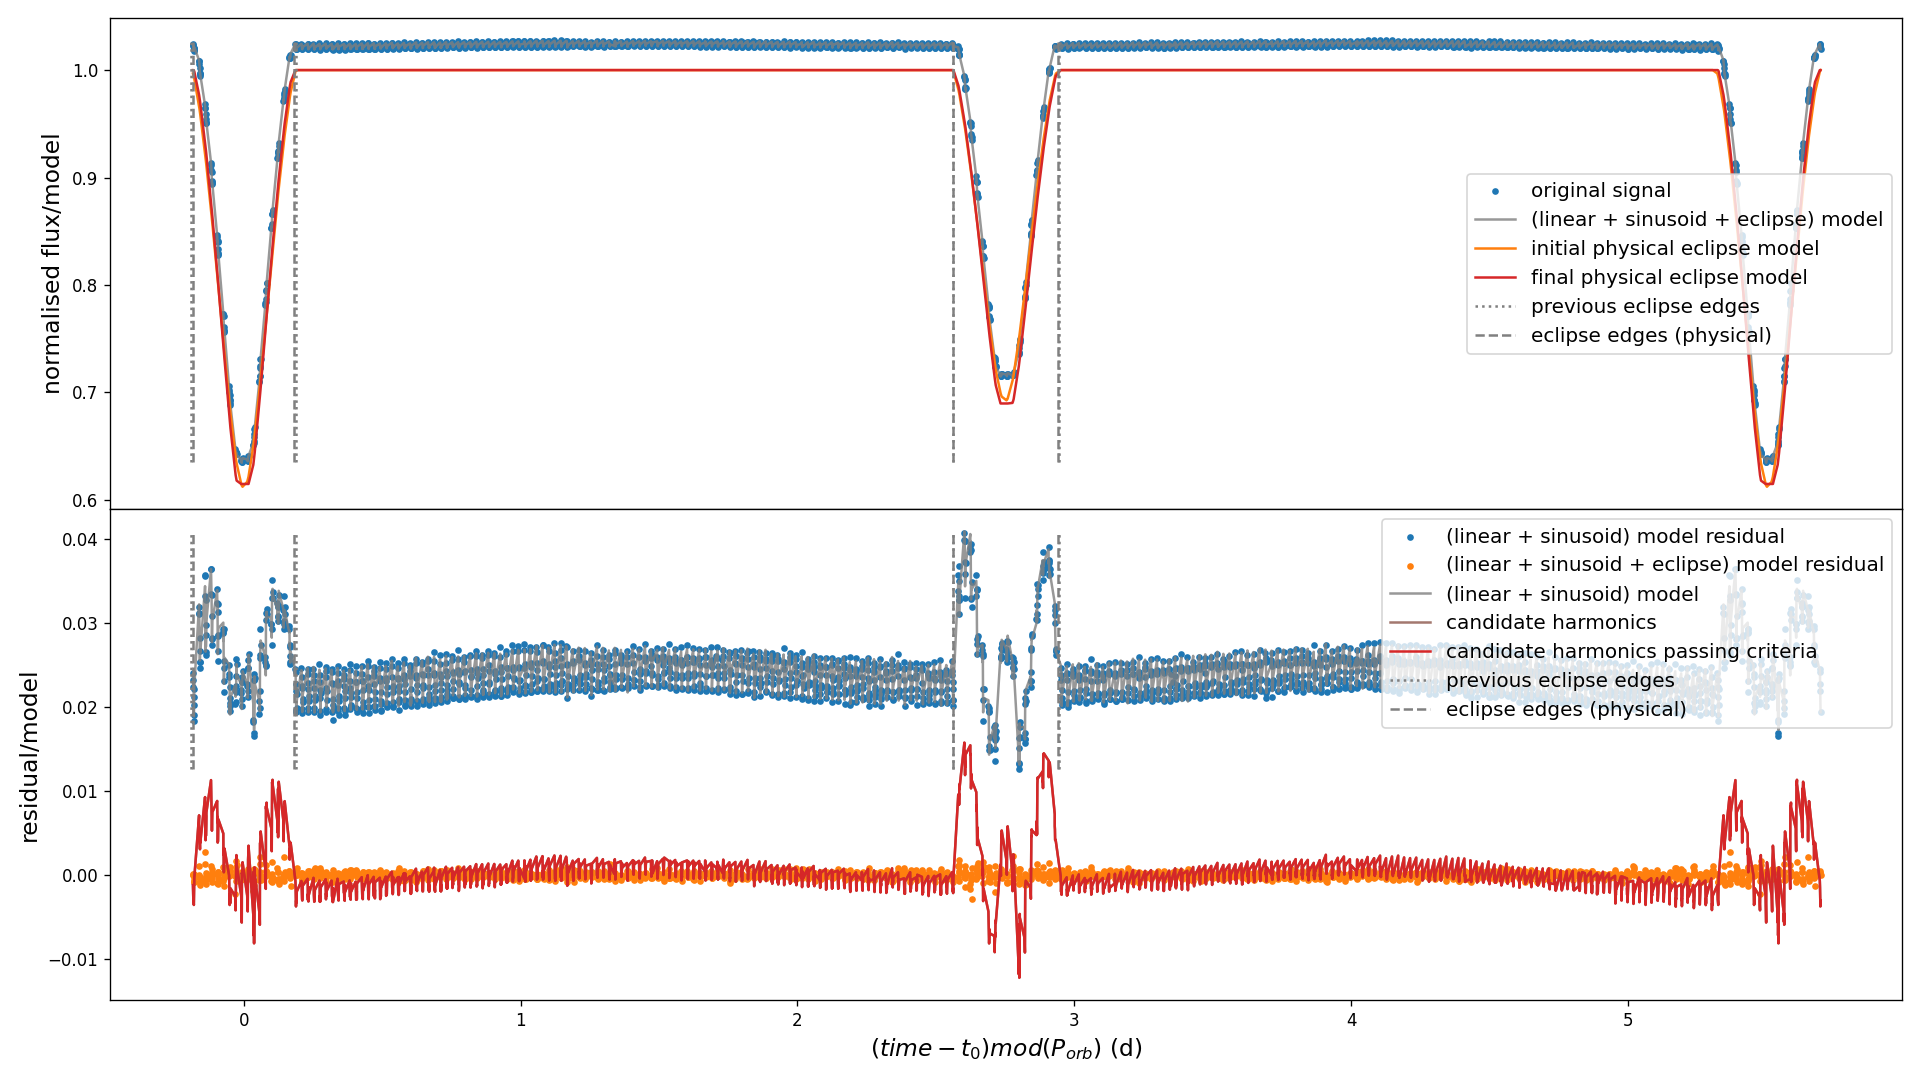 1.0
0.9
0.8
0.7
0.6
normalised flux/model
original signal
(linear + sinusoid + eclipse) model
initial physical eclipse model
final physical eclipse model
previous eclipse edges
eclipse edges (physical)
0.04
0.03
0.02
0.01
0.00
−0.01
residual/model
(linear + sinusoid) model residual
(linear + sinusoid + eclipse) model residual
(linear + sinusoid) model
candidate harmonics
candidate harmonics passing criteria
previous eclipse edges
eclipse edges (physical)
0 1 2 3 4 5
(time − t₀)mod(Pₒᵣb) (d)